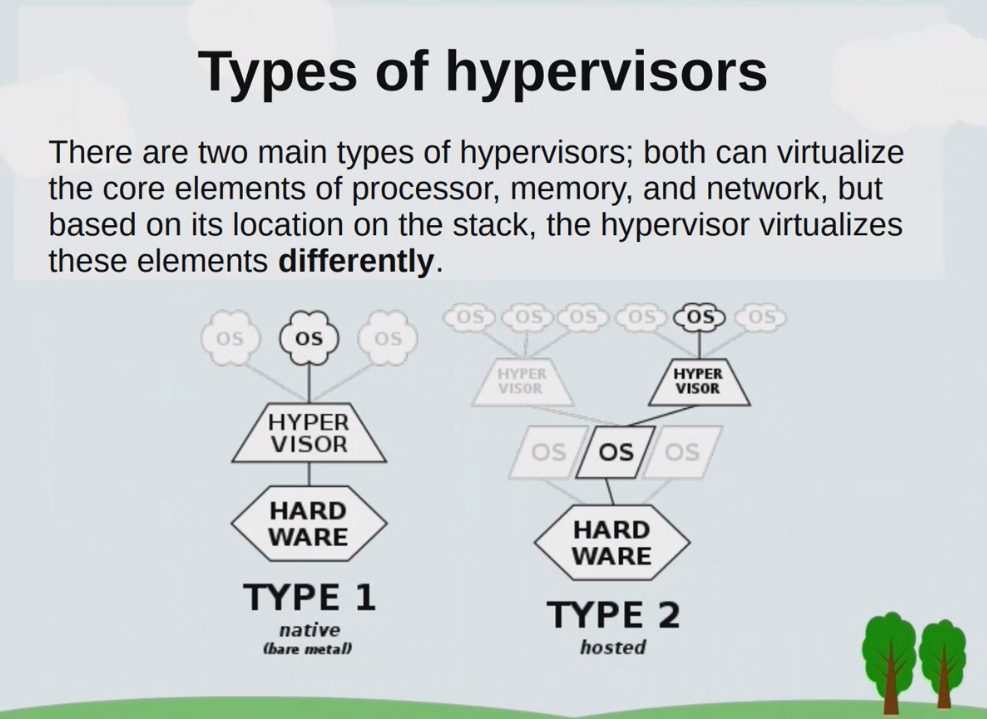 Types of hypervisors
There are two main types of hypervisors; both can virtualize
the core elements of processor, memory, and network, but
based on its location on the stack, the hypervisor virtualizes
these elements differently.
OS OS OS
HYPER
VISOR
HARD
WARE
TYPE 1
native
(bare metal)
OS OS OS OS OS OS
HYPER
VISOR
HYPER
VISOR
OS OS OS
HARD
WARE
TYPE 2
hosted